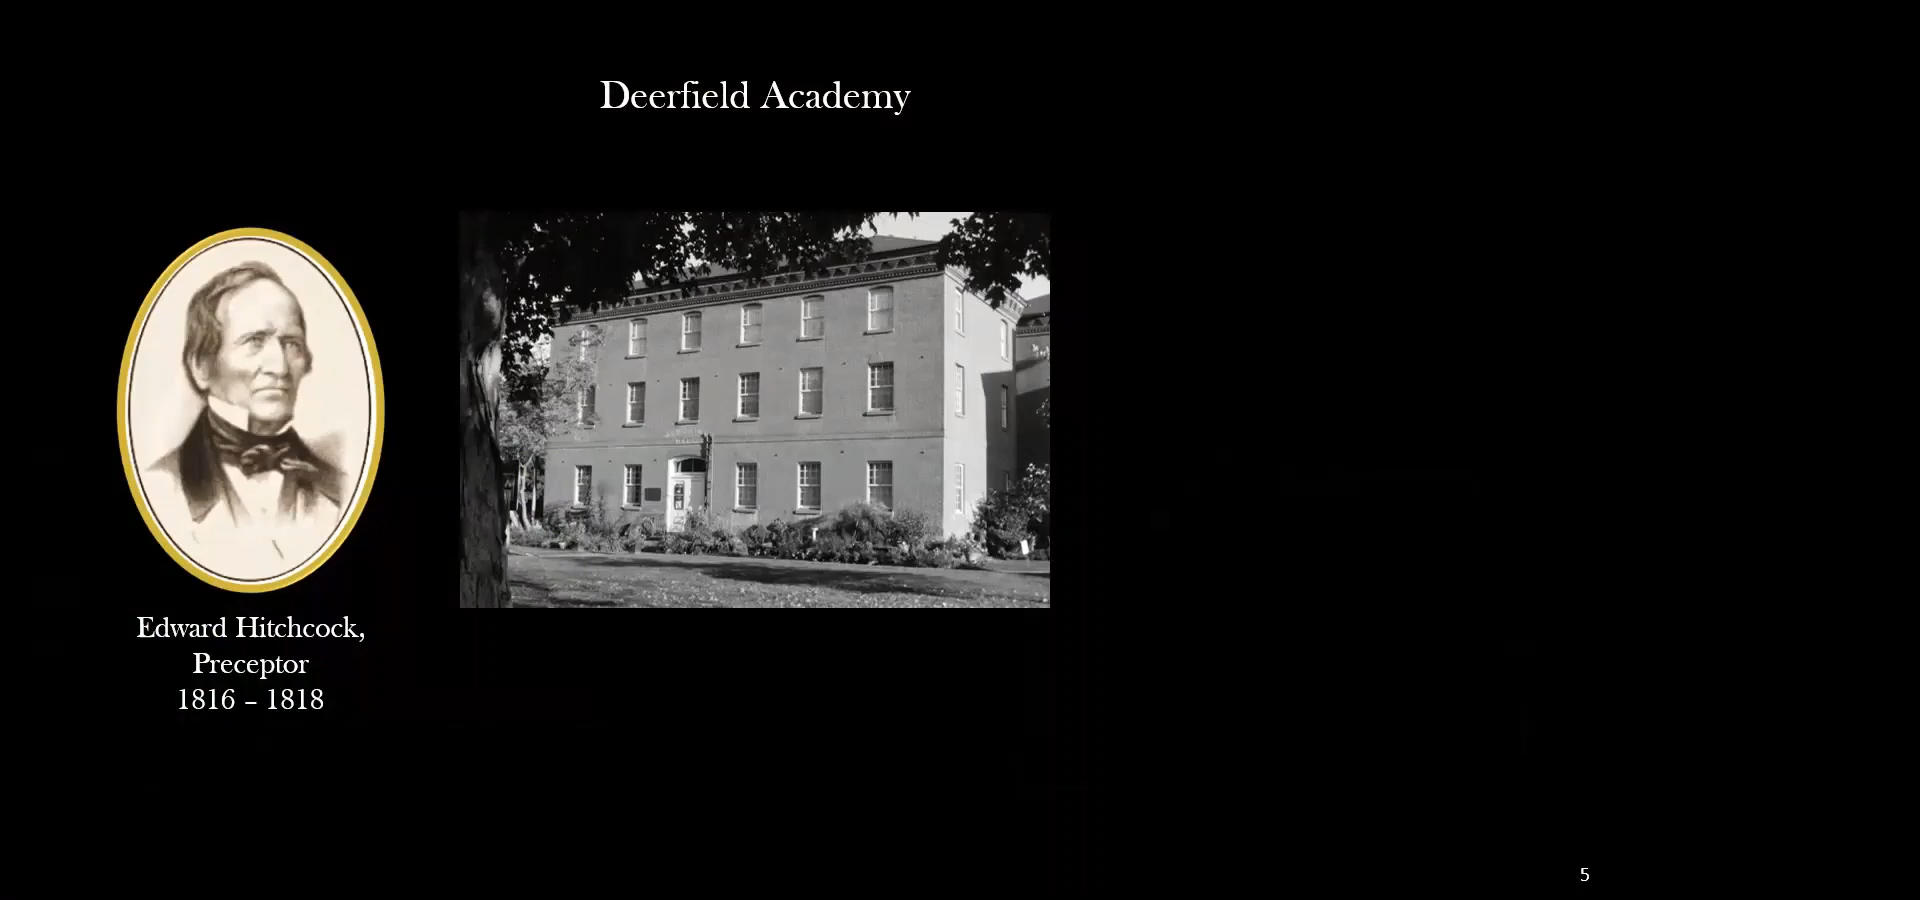 Deerfield Academy
Edward Hitchcock,
Preceptor
1816 – 1818
5